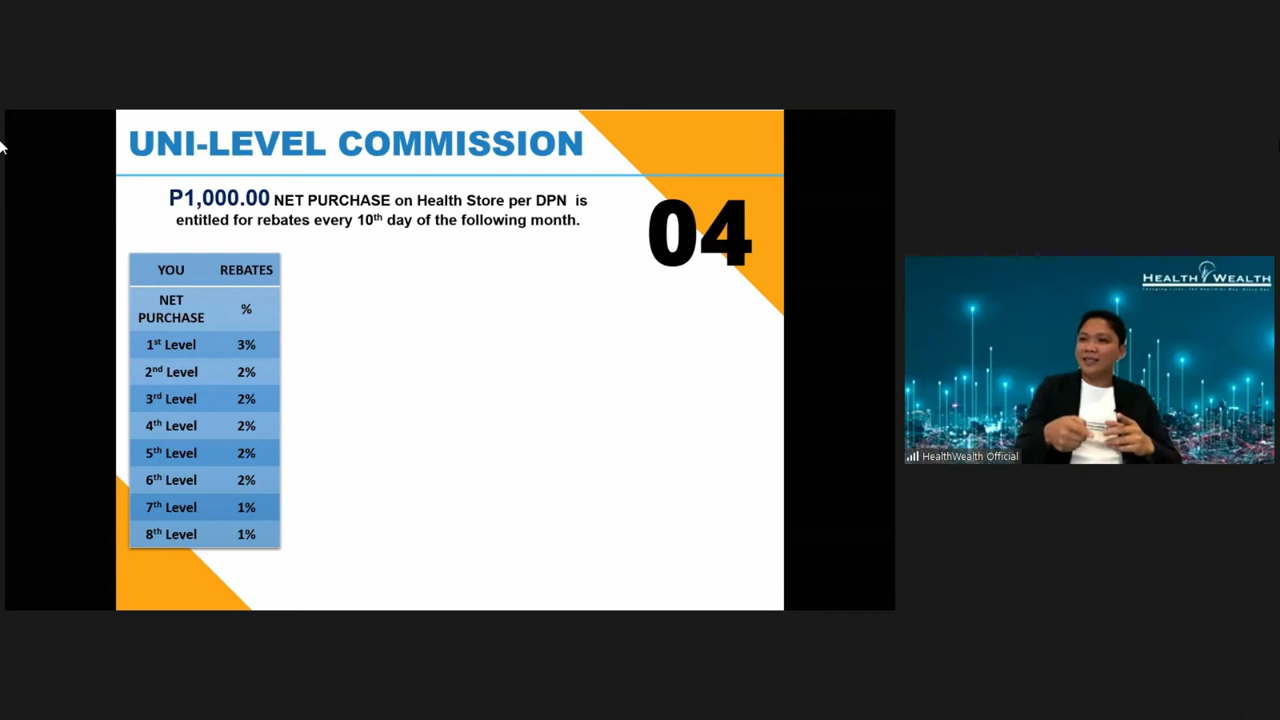 UNI-LEVEL COMMISSION
P1,000.00 NET PURCHASE on Health Store per DPN is
entitled for rebates every 10th day of the following month.
04
YOU REBATES
NET PURCHASE %
1st Level 3%
2nd Level 2%
3rd Level 2%
4th Level 2%
5th Level 2%
6th Level 2%
7th Level 1%
8th Level 1%
HEALTH WEALTH
HealthWealth Official